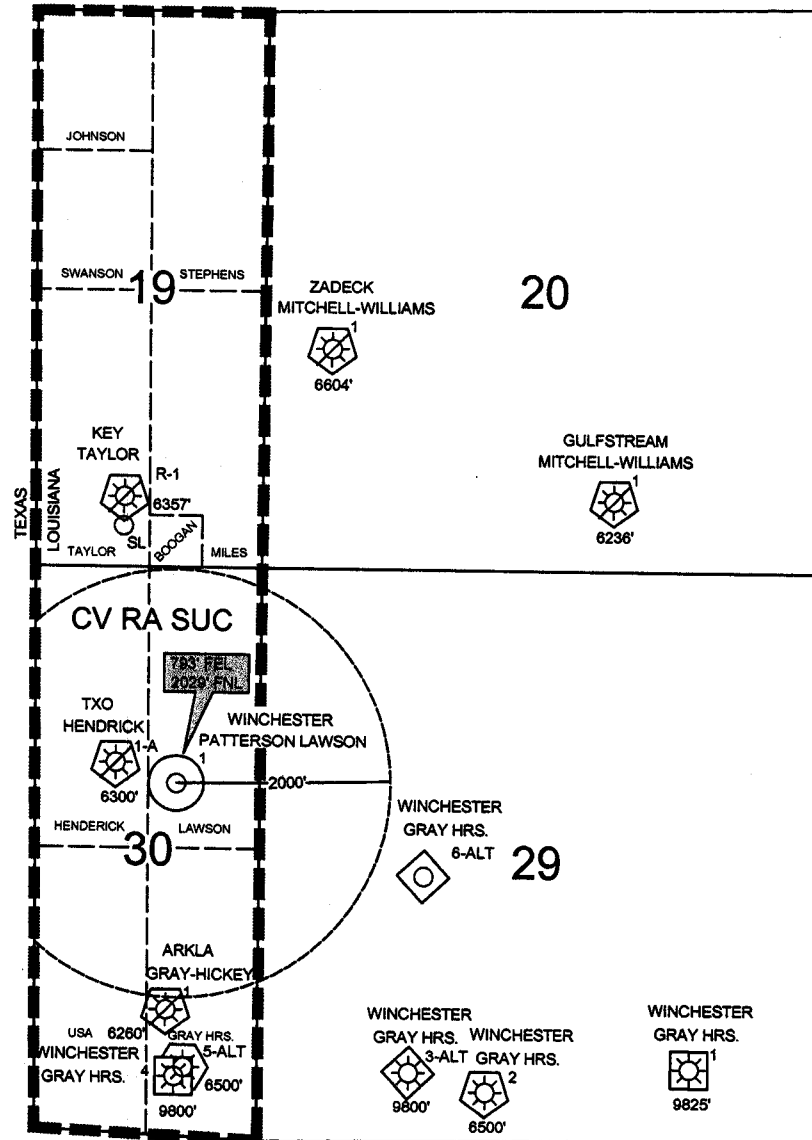 JOHNSON
SWANSON
19
STEPHENS
ZADECK
MITCHELL-WILLIAMS
1
6604'
20
KEY
TAYLOR
R-1
6357'
SL
GULFSTREAM
MITCHELL-WILLIAMS
1
6236'
TEXAS
LOUISIANA
TAYLOR
BOOGAN
MILES
CV RA SUC
793' FEL
2029' FNL
TXO
HENDRICK
1-A
6300'
WINCHESTER
PATTERSON LAWSON
1
2000'
HENDERICK
LAWSON
30
WINCHESTER
GRAY HRS.
6-ALT
29
ARKLA
GRAY-HICKEY
1
6260'
USA
GRAY HRS.
WINCHESTER
GRAY HRS.
4
9800'
5-ALT
6500'
WINCHESTER
GRAY HRS.
3-ALT
9800'
WINCHESTER
GRAY HRS.
2
6500'
WINCHESTER
GRAY HRS.
1
9825'